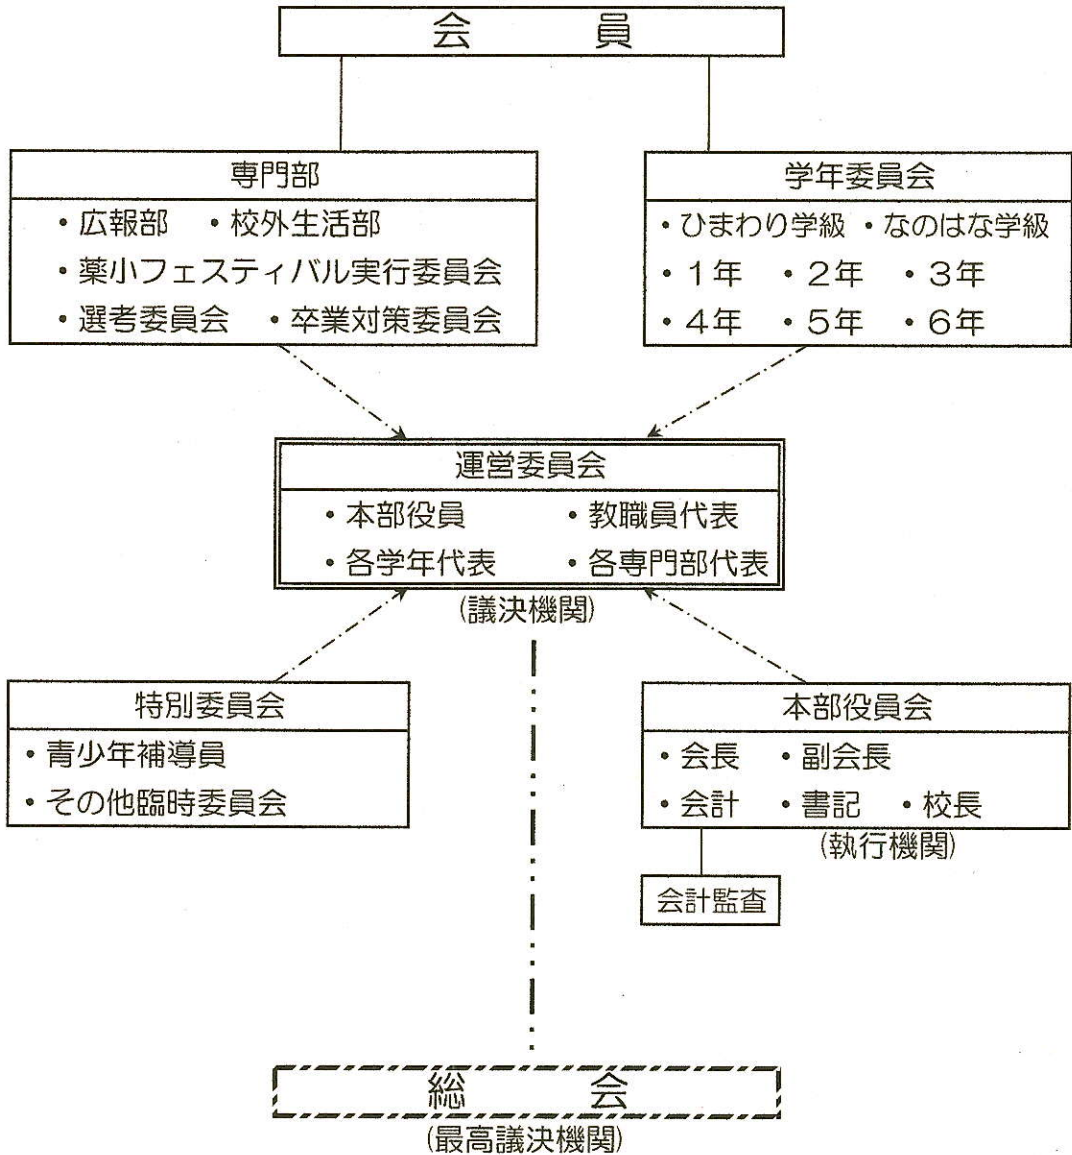 会　員
専門部
・広報部　・校外生活部
・薬小フェスティバル実行委員会
・選考委員会　・卒業対策委員会
学年委員会
・ひまわり学級 ・なのはな学級
・１年　・２年　・３年
・４年　・５年　・６年
運営委員会
・本部役員　・教職員代表
・各学年代表　・各専門部代表
(議決機関)
特別委員会
・青少年補導員
・その他臨時委員会
本部役員会
・会長　・副会長
・会計　・書記　・校長
(執行機関)
会計監査
総　会
(最高議決機関)